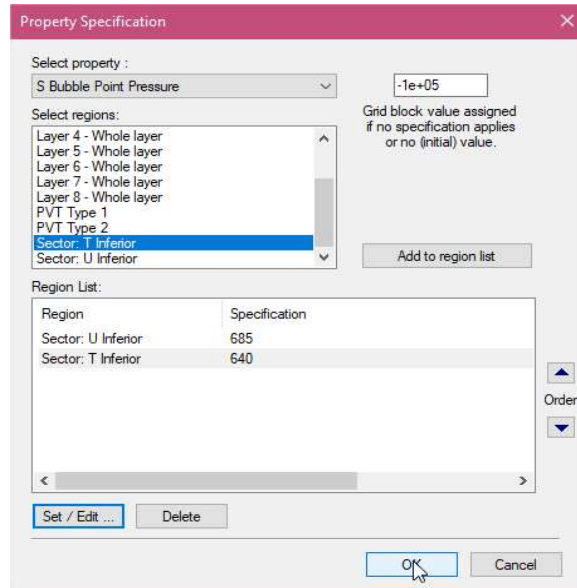 Property Specification
Select property :
S Bubble Point Pressure
-1e+05
Select regions:
Grid block value assigned
if no specification applies
or no (initial) value.
Layer 4 - Whole layer
Layer 5 - Whole layer
Layer 6 - Whole layer
Layer 7 - Whole layer
Layer 8 - Whole layer
PVT Type 1
PVT Type 2
Sector: T Inferior
Sector: U Inferior
Add to region list
Region List:
Region Specification
Sector: U Inferior 685
Sector: T Inferior 640
Order
Set / Edit ... Delete
OK Cancel